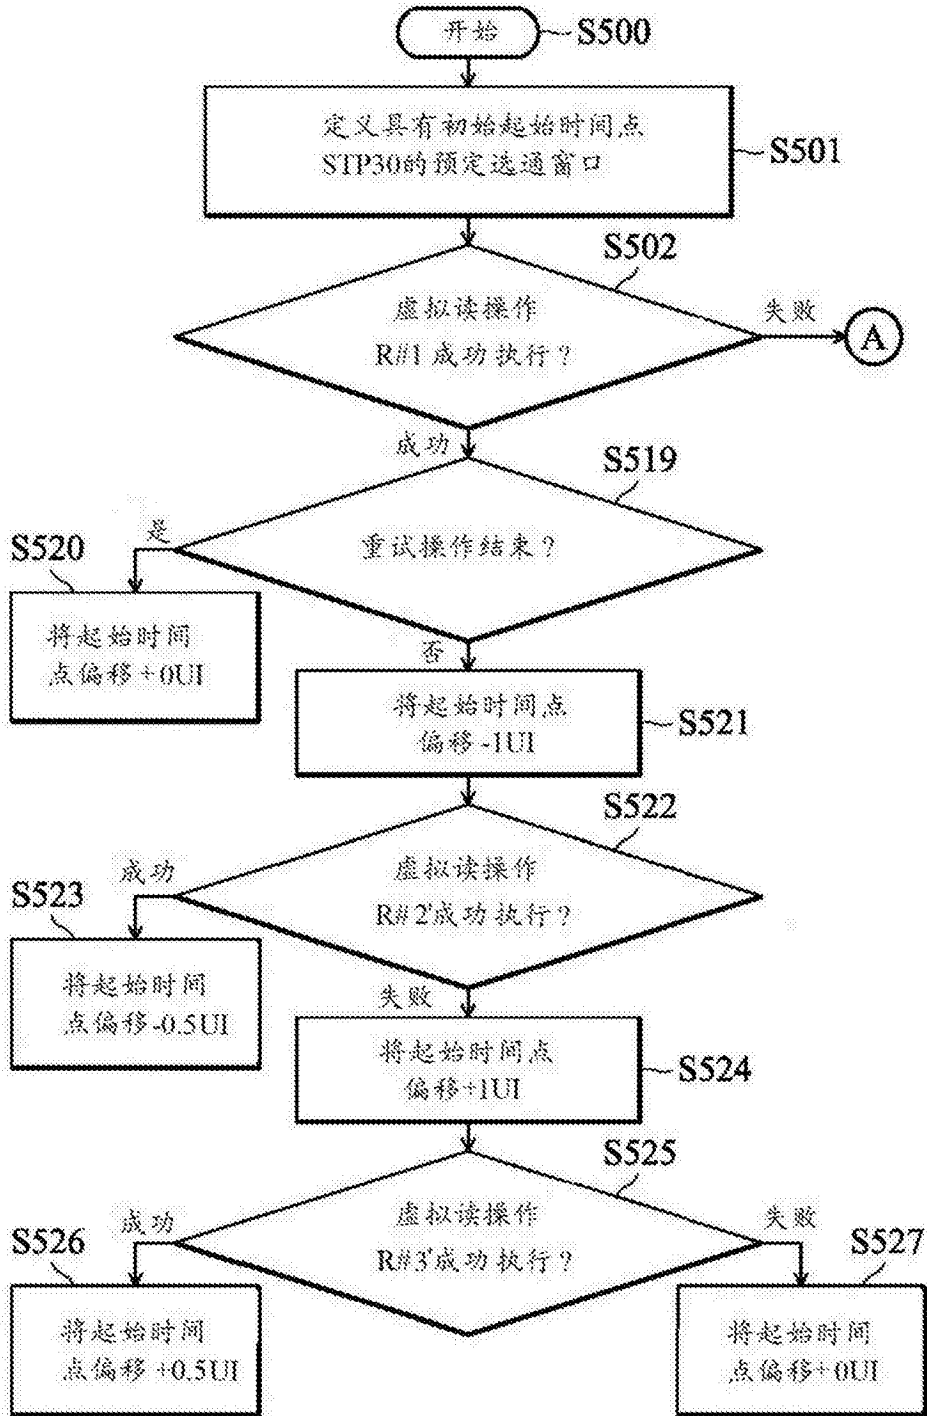 开始
S500
定义具有初始起始时间点
STP30的预定选通窗口
S501
S502
虚拟读操作
R#1成功执行？
失败
A
成功
S519
重试操作结束？
是
S520
将起始时间
点偏移+0UI
否
将起始时间点
偏移-1UI
S521
S522
虚拟读操作
R#2'成功执行？
成功
S523
将起始时间
点偏移-0.5UI
失败
将起始时间点
偏移+1UI
S524
S525
虚拟读操作
R#3'成功执行？
成功
S526
将起始时间
点偏移+0.5UI
失败
S527
将起始时间
点偏移+0UI